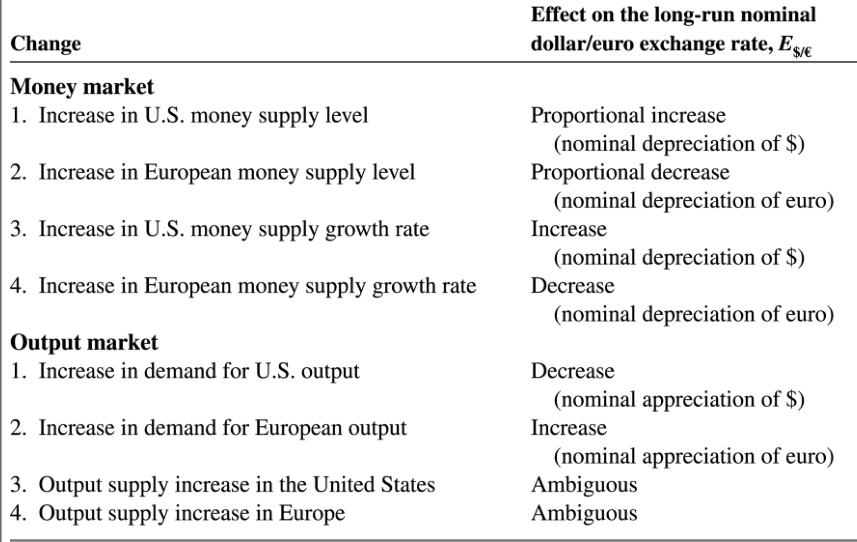 Effect on the long-run nominal
Change dollar/euro exchange rate, E$/€
Money market
1. Increase in U.S. money supply level Proportional increase
(nominal depreciation of $)
2. Increase in European money supply level Proportional decrease
(nominal depreciation of euro)
3. Increase in U.S. money supply growth rate Increase
(nominal depreciation of $)
4. Increase in European money supply growth rate Decrease
(nominal depreciation of euro)
Output market
1. Increase in demand for U.S. output Decrease
(nominal appreciation of $)
2. Increase in demand for European output Increase
(nominal appreciation of euro)
3. Output supply increase in the United States Ambiguous
4. Output supply increase in Europe Ambiguous